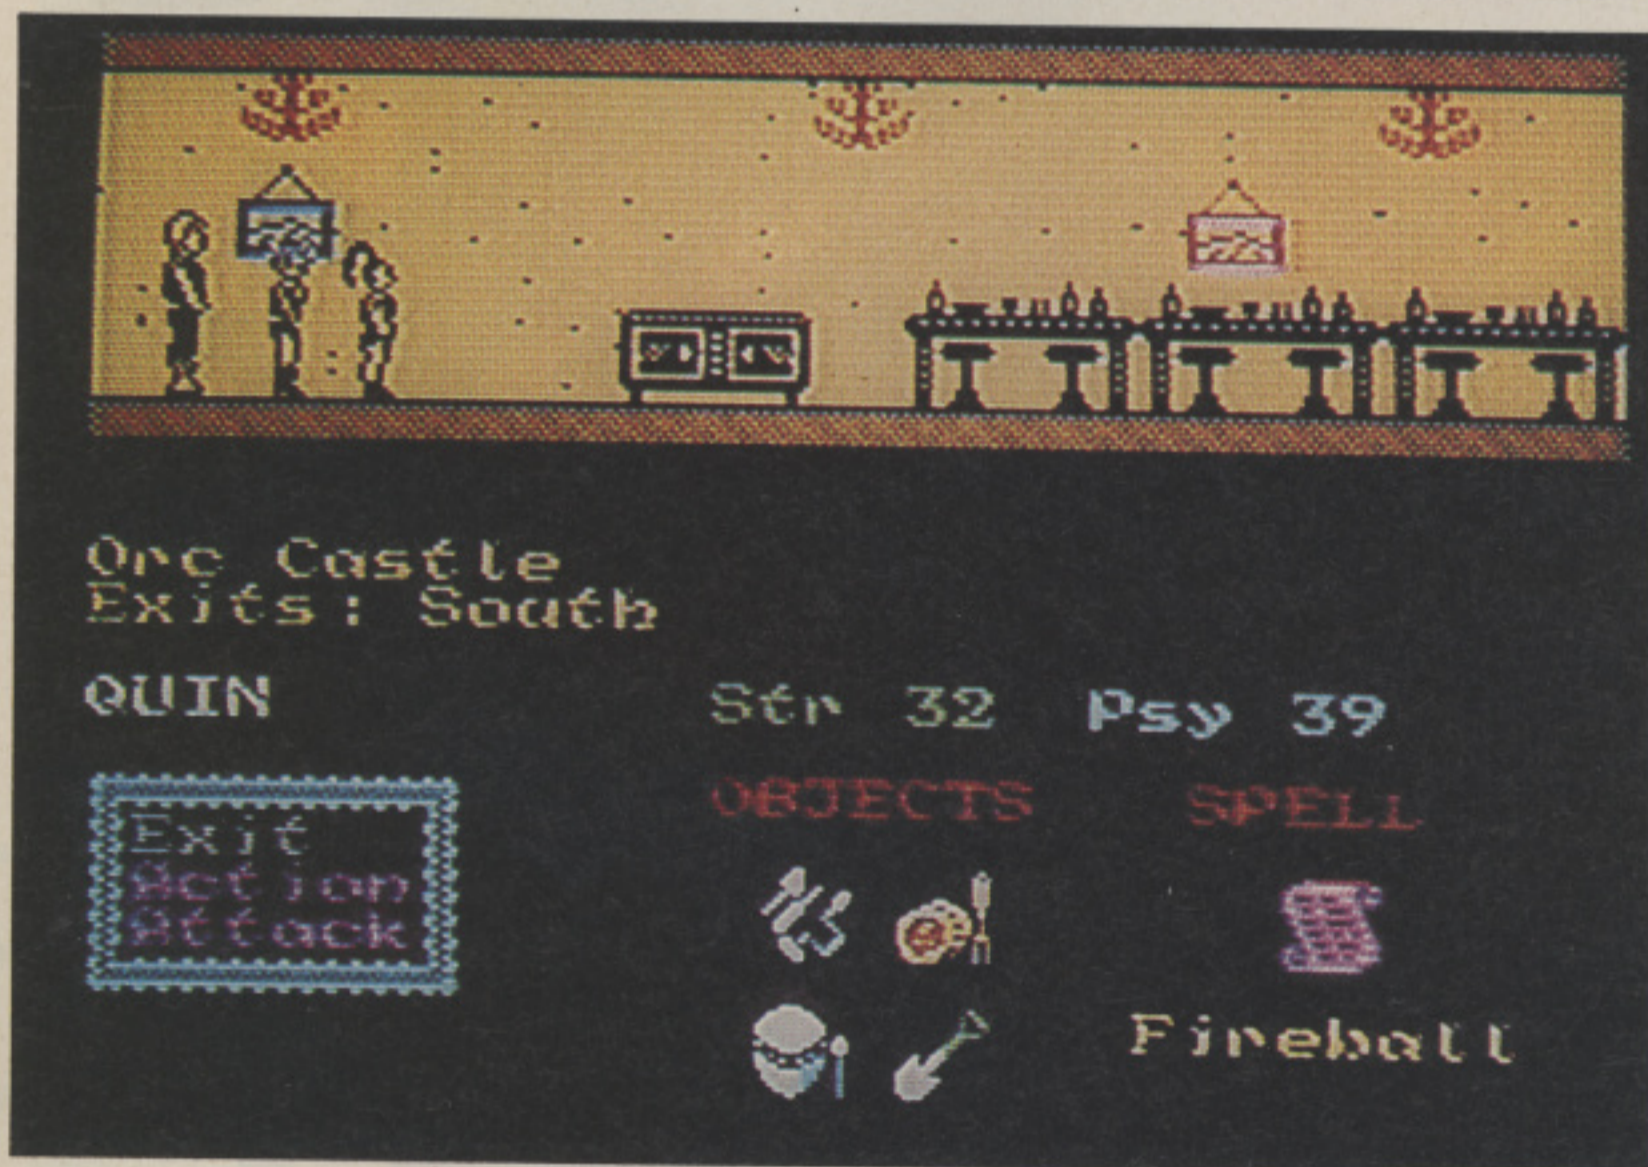 Orc Castle
Exits: South
QUIN
Str 32 Psy 39
OBJECTS SPELL
Exit
Action
Attack
Fireball